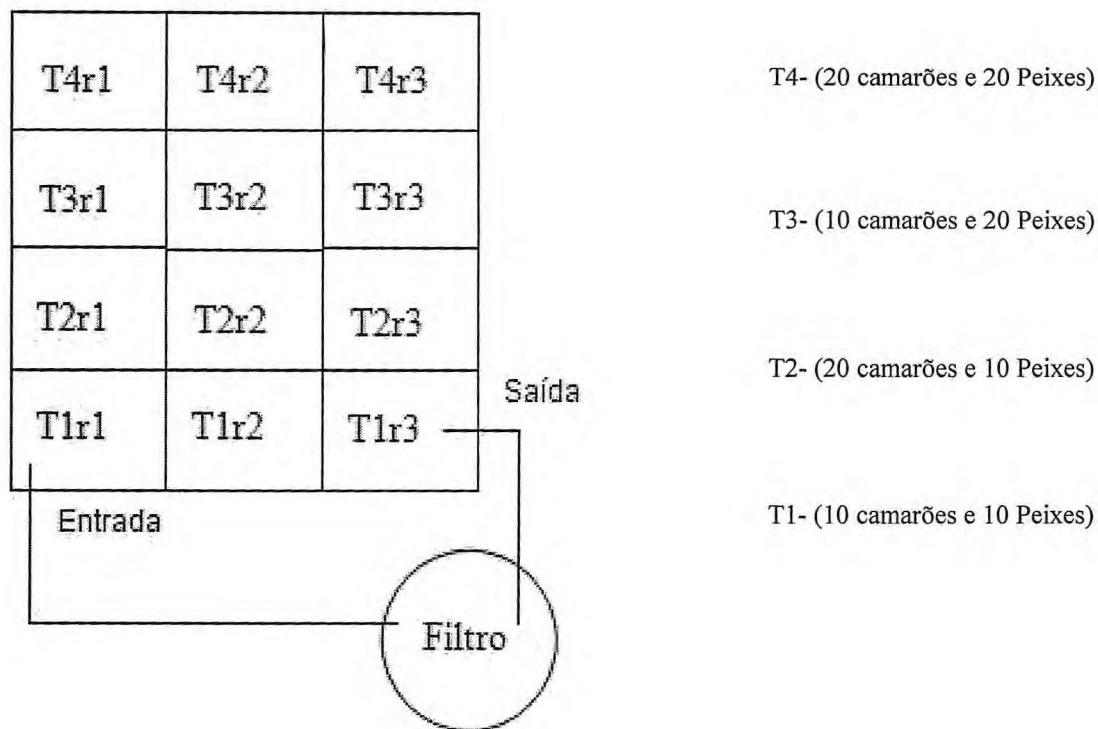 T4r1 T4r2 T4r3 T4- (20 camarões e 20 Peixes)
T3r1 T3r2 T3r3 T3- (10 camarões e 20 Peixes)
T2r1 T2r2 T2r3 T2- (20 camarões e 10 Peixes)
Saída
T1r1 T1r2 T1r3
Entrada T1- (10 camarões e 10 Peixes)
Filtro